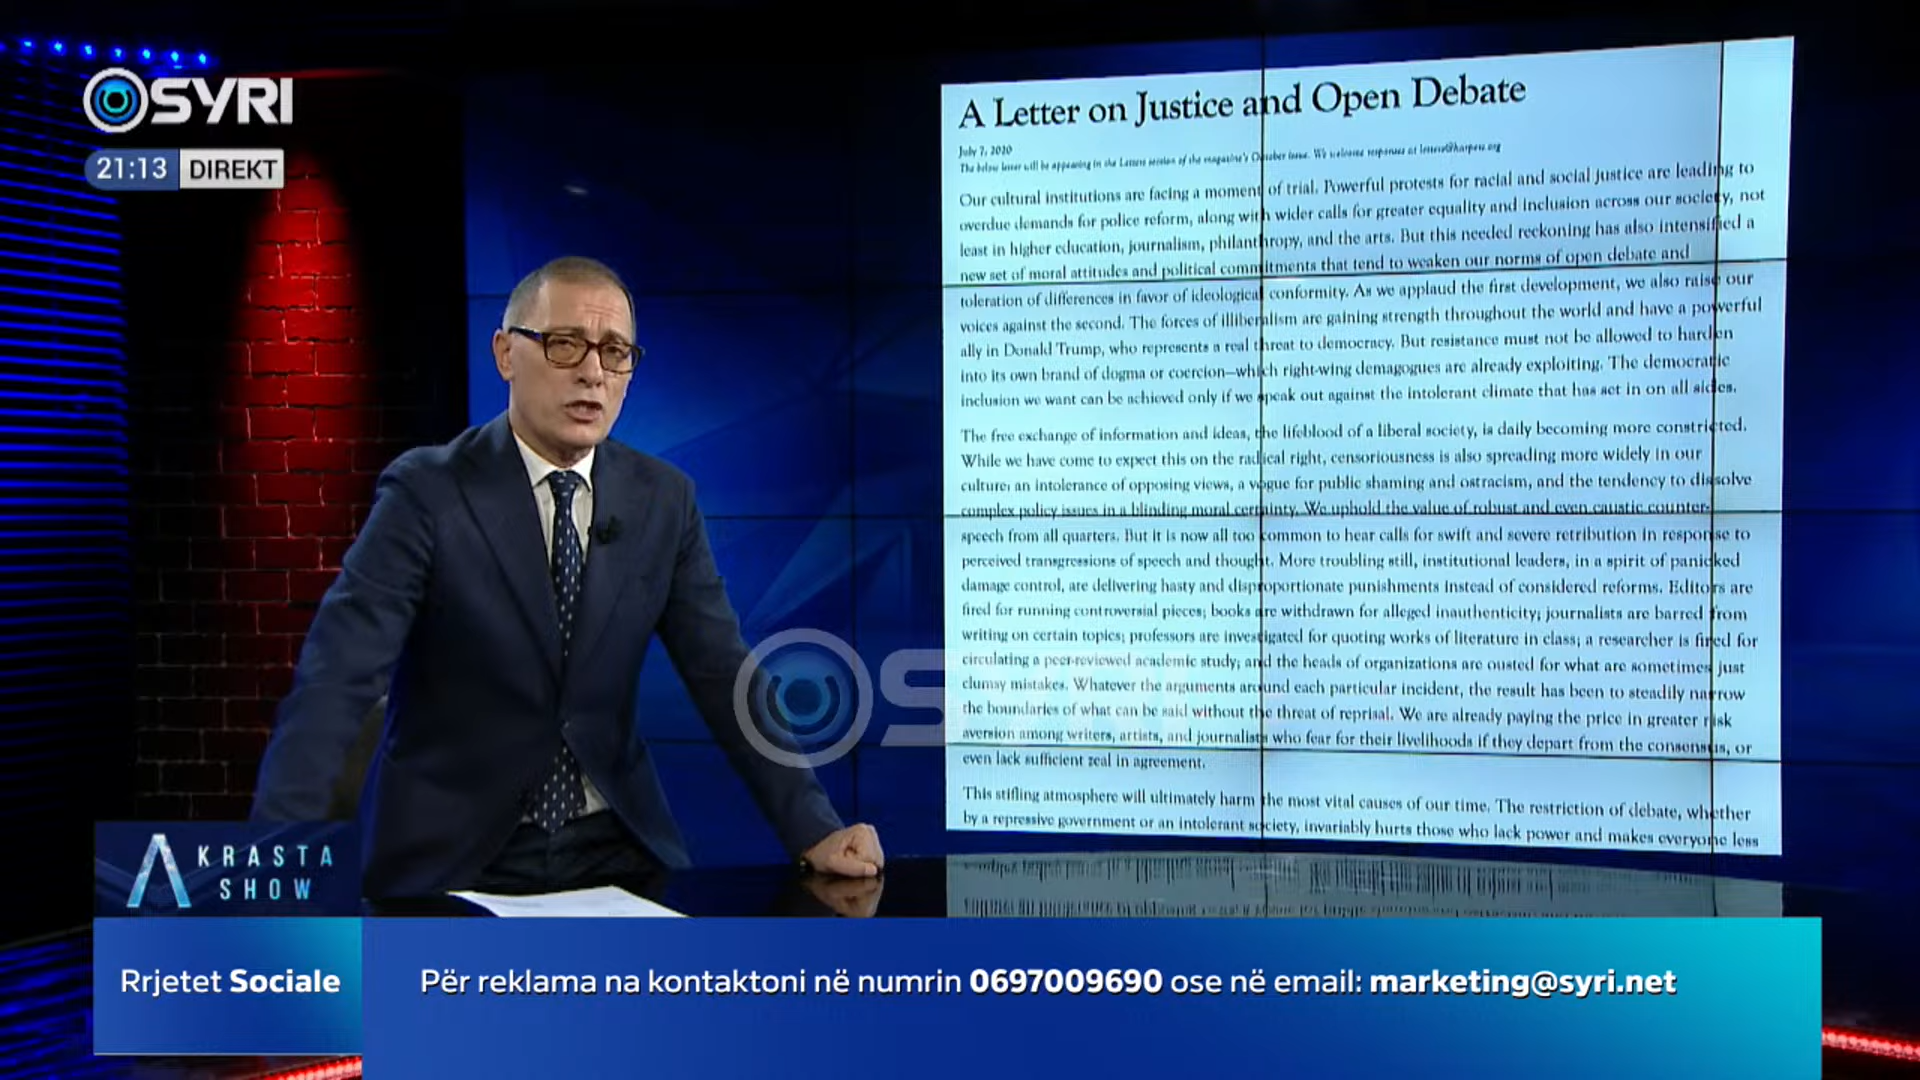 SYRI
21:13 DIREKT
A Letter on Justice and Open Debate
July 7, 2020
The below letter will be appearing in the Letters section of the magazine's October issue. We welcome responses at letters@harpers.org
Our cultural institutions are facing a moment of trial. Powerful protests for racial and social justice are leading to
overdue demands for police reform, along with wider calls for greater equality and inclusion across our society, not
least in higher education, journalism, philanthropy, and the arts. But this needed reckoning has also intensified a
new set of moral attitudes and political commitments that tend to weaken our norms of open debate and
toleration of differences in favor of ideological conformity. As we applaud the first development, we also raise our
voices against the second. The forces of illiberalism are gaining strength throughout the world and have a powerful
ally in Donald Trump, who represents a real threat to democracy. But resistance must not be allowed to harden
into its own brand of dogma or coercion—which right-wing demagogues are already exploiting. The democratic
inclusion we want can be achieved only if we speak out against the intolerant climate that has set in on all sides.
The free exchange of information and ideas, the lifeblood of a liberal society, is daily becoming more constricted.
While we have come to expect this on the radical right, censoriousness is also spreading more widely in our
culture: an intolerance of opposing views, a vogue for public shaming and ostracism, and the tendency to dissolve
complex policy issues in a blinding moral certainty. We uphold the value of robust and even caustic counter-
speech from all quarters. But it is now all too common to hear calls for swift and severe retribution in response to
perceived transgressions of speech and thought. More troubling still, institutional leaders, in a spirit of panicked
damage control, are delivering hasty and disproportionate punishments instead of considered reforms. Editors are
fired for running controversial pieces; books are withdrawn for alleged inauthenticity; journalists are barred from
writing on certain topics; professors are investigated for quoting works of literature in class; a researcher is fired for
circulating a peer-reviewed academic study; and the heads of organizations are ousted for what are sometimes just
clumsy mistakes. Whatever the arguments around each particular incident, the result has been to steadily narrow
the boundaries of what can be said without the threat of reprisal. We are already paying the price in greater risk
aversion among writers, artists, and journalists who fear for their livelihoods if they depart from the consensus, or
even lack sufficient zeal in agreement.
This stifling atmosphere will ultimately harm the most vital causes of our time. The restriction of debate, whether
by a repressive government or an intolerant society, invariably hurts those who lack power and makes everyone less
KRASTA
SHOW
Rrjetet Sociale
Për reklama na kontaktoni në numrin 0697009690 ose në email: marketing@syri.net